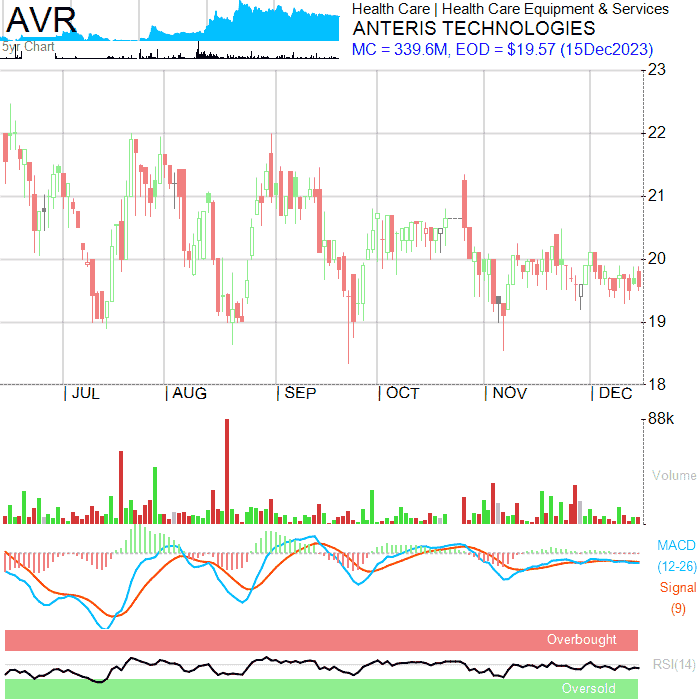 AVR
5yr Chart
Health Care | Health Care Equipment & Services
ANTERIS TECHNOLOGIES
MC = 339.6M, EOD = $19.57 (15Dec2023)
23
22
21
20
19
18
| JUL | AUG | SEP | OCT | NOV | DEC
88k
Volume
MACD
(12-26)
Signal
(9)
Overbought
RSI(14)
Oversold